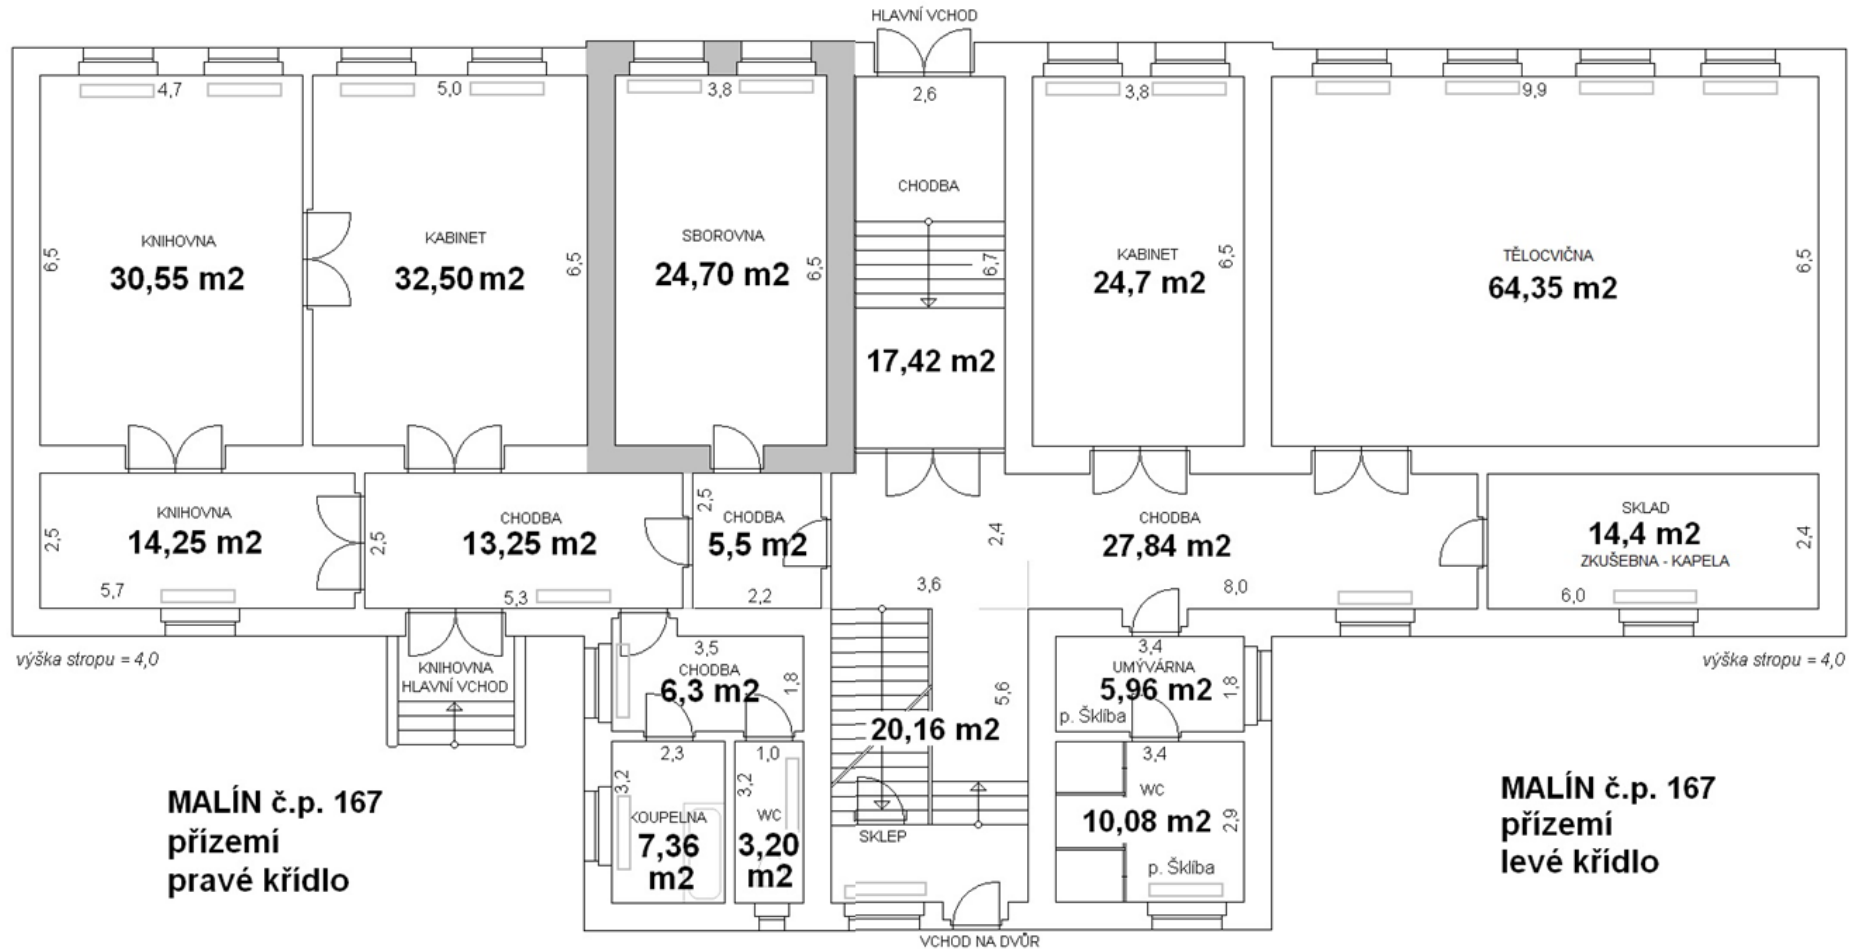 HLAVNÍ VCHOD
4,7
5,0
3,8
2,6
3,8
9,9
KNIHOVNA
30,55 m2
6,5
KABINET
32,50 m2
6,5
SBOROVNA
24,70 m2
6,5
CHODBA
6,7
17,42 m2
KABINET
24,7 m2
6,5
TĚLOCVIČNA
64,35 m2
6,5
KNIHOVNA
14,25 m2
2,5
5,7
CHODBA
13,25 m2
2,5
5,3
2,5
CHODBA
5,5 m2
2,2
2,4
3,6
CHODBA
27,84 m2
8,0
SKLAD
14,4 m2
ZKUŠEBNA - KAPELA
2,4
6,0
výška stropu = 4,0
KNIHOVNA
HLAVNÍ VCHOD
3,5
CHODBA
6,3 m2
1,8
5,6
20,16 m2
3,4
UMÝVÁRNA
5,96 m2
1,8
p. Šklíba
výška stropu = 4,0
2,3
3,2
KOUPELNA
7,36
m2
1,0
3,2
WC
3,20
m2
SKLEP
3,4
WC
10,08 m2
2,9
p. Šklíba
MALÍN č.p. 167
přízemí
pravé křídlo
MALÍN č.p. 167
přízemí
levé křídlo
VCHOD NA DVŮR